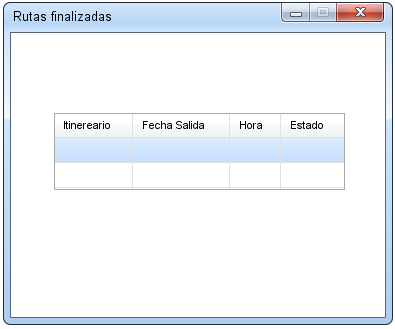 Rutas finalizadas
Itinereario Fecha Salida Hora Estado